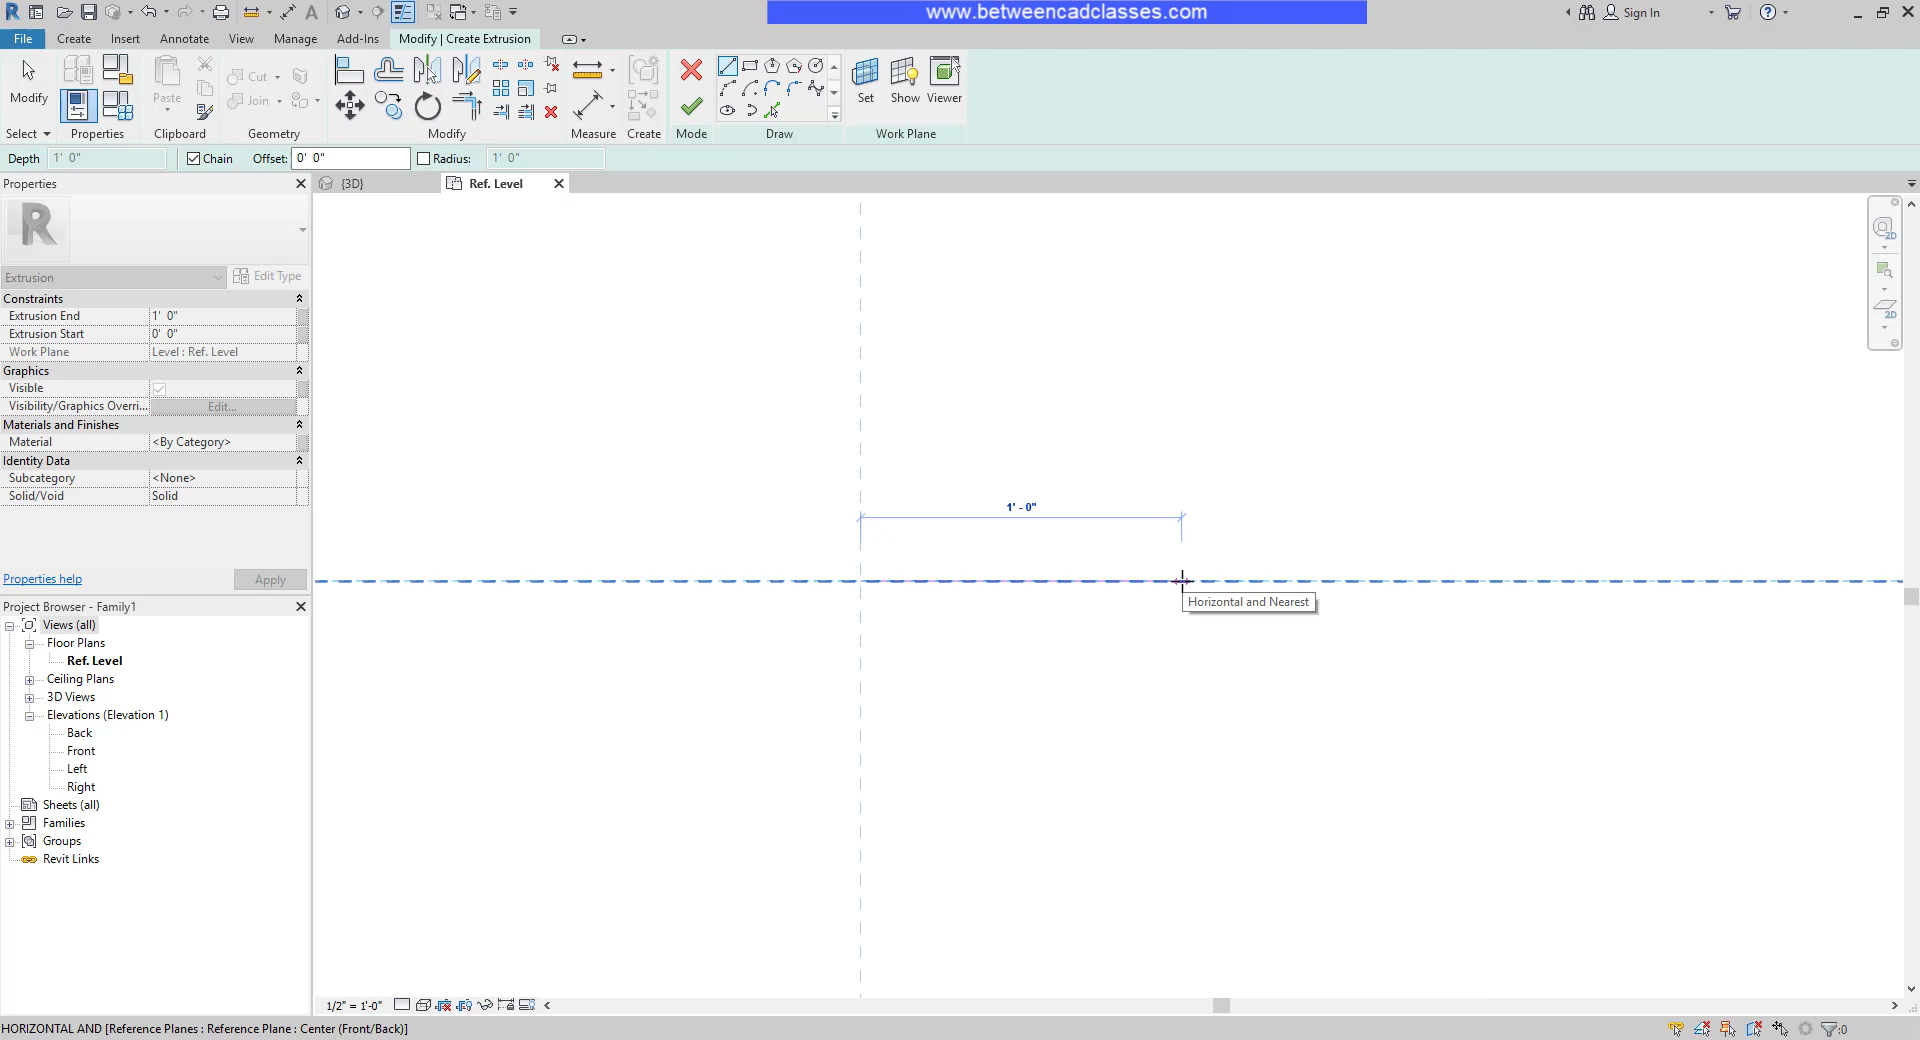 www.betweencadclasses.com
Sign In
File Create Insert Annotate View Manage Add-Ins Modify | Create Extrusion
Modify Paste Cut Join Set Show Viewer
Select Properties Clipboard Geometry Modify Measure Create Mode Draw Work Plane
Depth 1' 0" Chain Offset: 0' 0" Radius: 1' 0"
Properties
{3D} Ref. Level
Extrusion Edit Type
Constraints
Extrusion End 1' 0"
Extrusion Start 0' 0"
Work Plane Level : Ref. Level
Graphics
Visible
Visibility/Graphics Overri... Edit...
Materials and Finishes
Material <By Category>
Identity Data
Subcategory <None>
Solid/Void Solid
Properties help Apply
1' - 0"
Horizontal and Nearest
Project Browser - Family1
Views (all)
Floor Plans
Ref. Level
Ceiling Plans
3D Views
Elevations (Elevation 1)
Back
Front
Left
Right
Sheets (all)
Families
Groups
Revit Links
1/2" = 1'-0"
HORIZONTAL AND [Reference Planes : Reference Plane : Center (Front/Back)]
:0
2D
2D